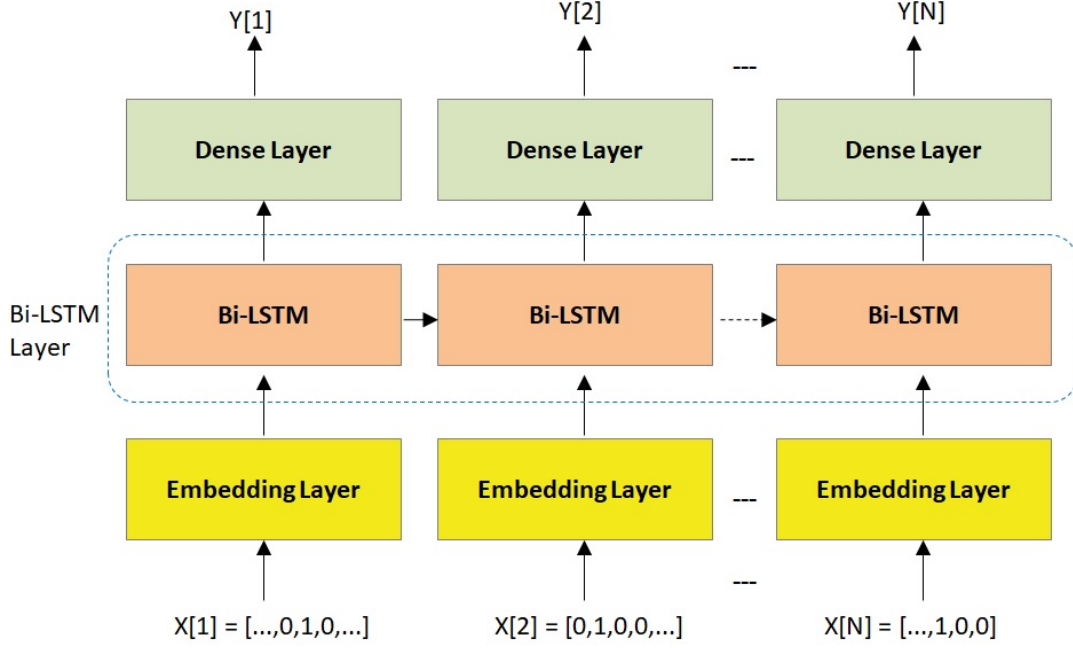 Y[1] Y[2] Y[N]
---
Dense Layer Dense Layer --- Dense Layer
Bi-LSTM
Layer
Bi-LSTM Bi-LSTM Bi-LSTM
Embedding Layer Embedding Layer --- Embedding Layer
---
X[1] = [...,0,1,0,...] X[2] = [0,1,0,0,...] X[N] = [...,1,0,0]